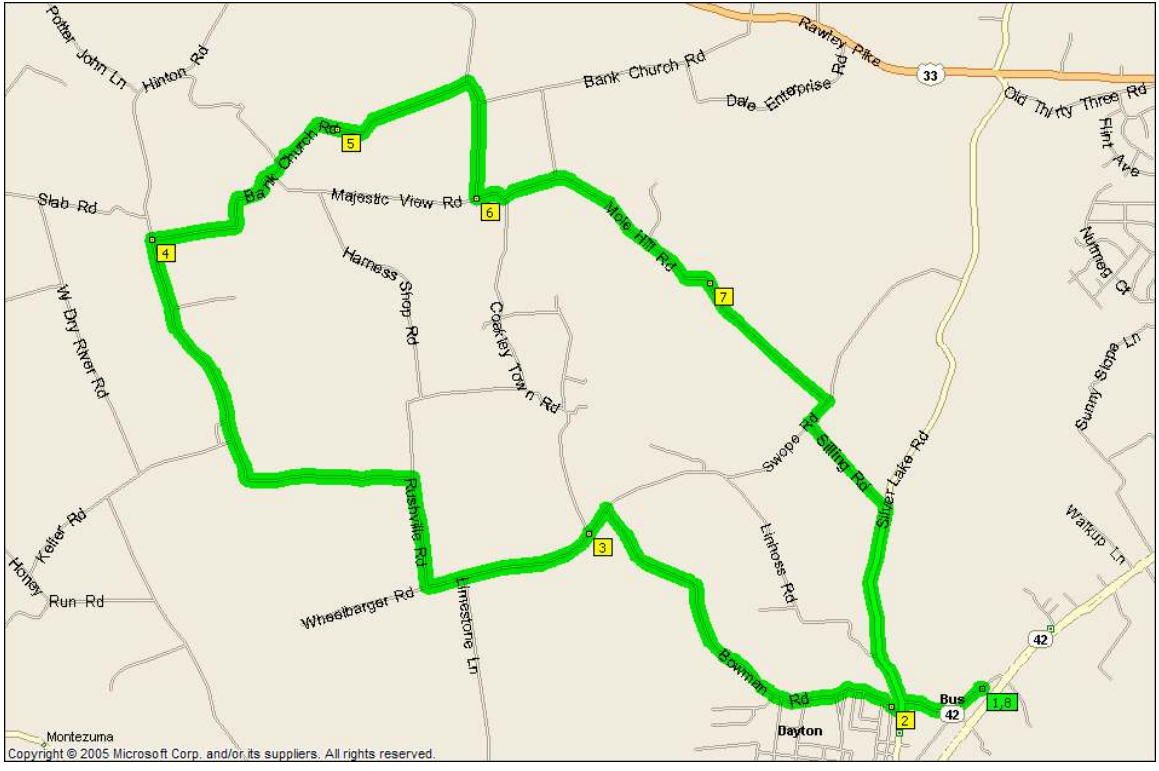 Potter John Ln
Hinton Rd
Bank Church Rd
Rawley Pike
33
Dale Enterprise Rd
Old Thirty Three Rd
Flint Ave
Bank Church Rd
5
Slab Rd
Majestic View Rd
6
4
Mole Hill Rd
Nutmeg Ct
Harness Shop Rd
W Dry River Rd
Coakley Town Rd
7
Sunny Slope Ln
Swope Rd
Silling Rd
Silver Lake Rd
Rushville Rd
Keller Rd
3
Linhoss Rd
Walkup Ln
Honey Run Rd
Wheelbarger Rd
Limestone Ln
42
Bowman Rd
Bus
42
1,8
2
Dayton
Montezuma
Copyright © 2005 Microsoft Corp. and/or its suppliers. All rights reserved.